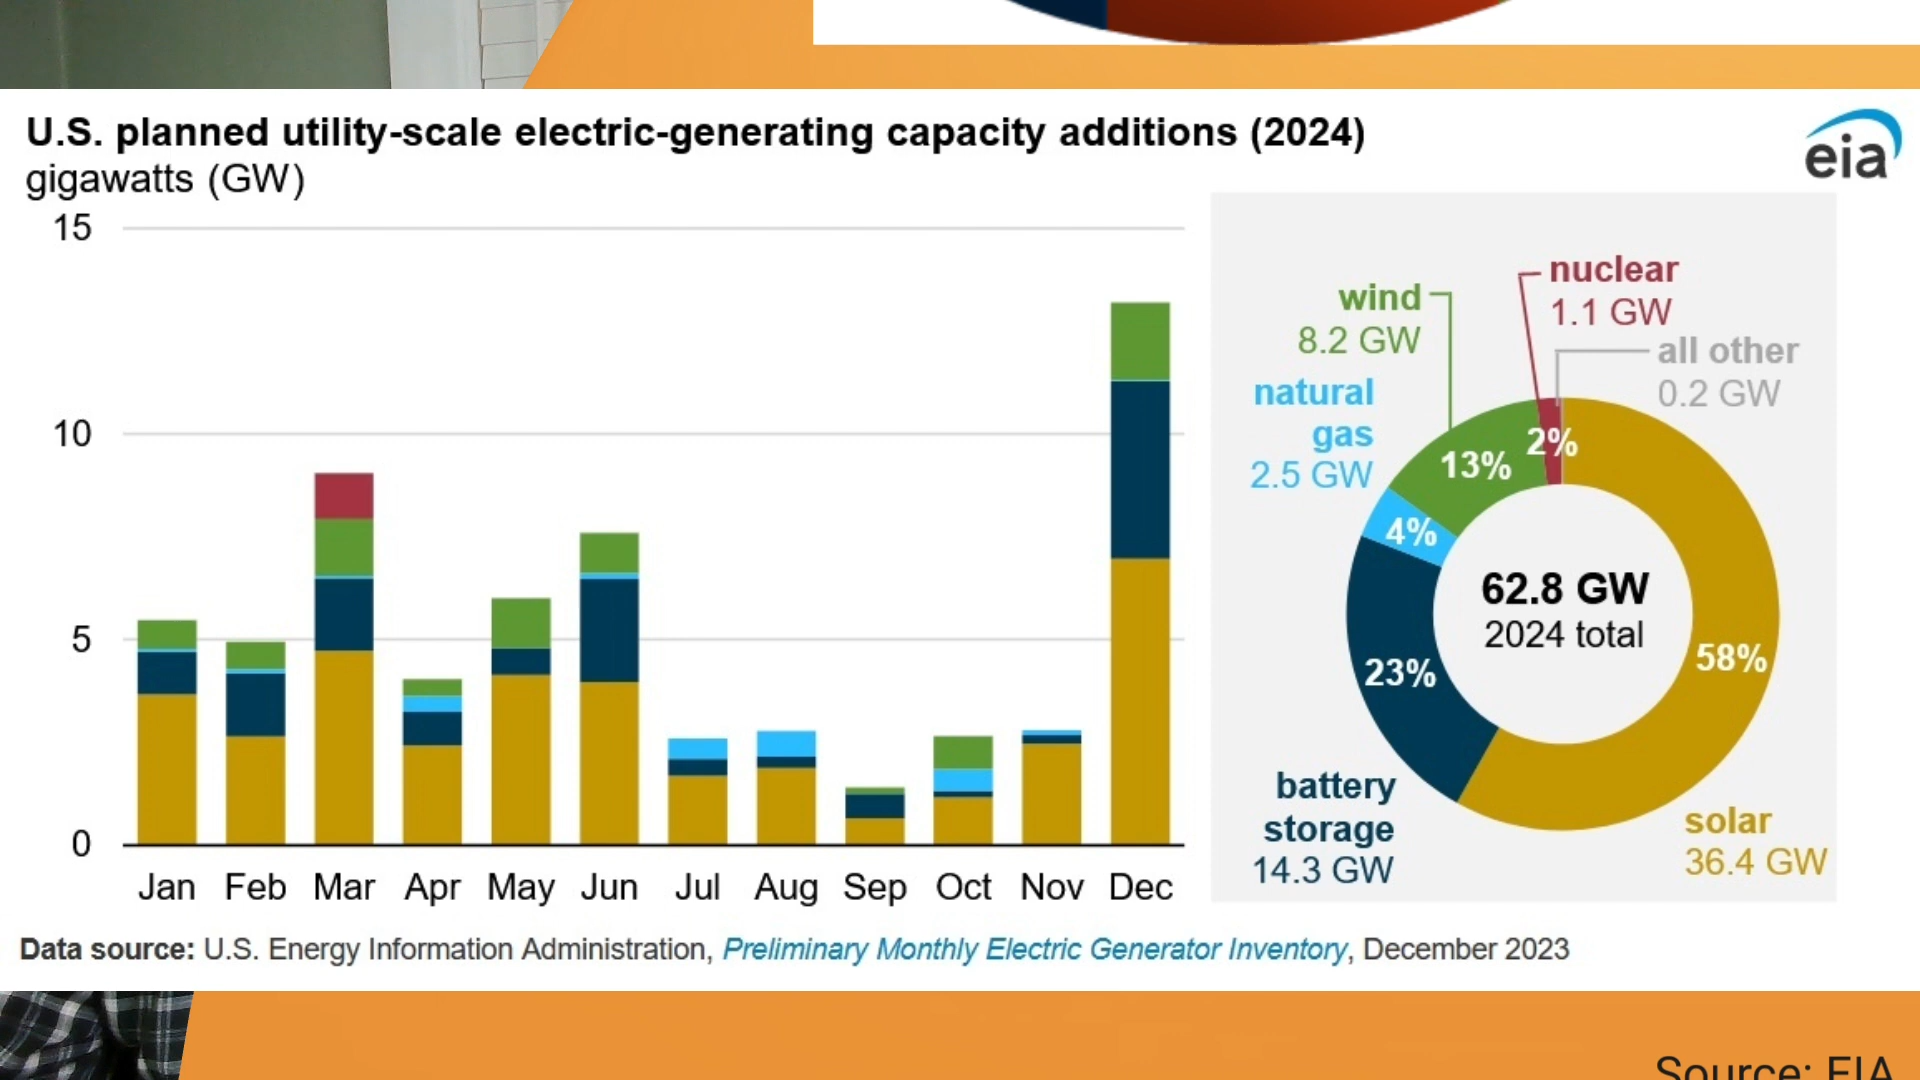 U.S. planned utility-scale electric-generating capacity additions (2024)
gigawatts (GW)
eia
15
10
5
0
Jan Feb Mar Apr May Jun Jul Aug Sep Oct Nov Dec
nuclear
1.1 GW
wind
8.2 GW
all other
0.2 GW
natural
gas
2.5 GW
2%
13%
4%
62.8 GW
2024 total
58%
23%
battery
storage
14.3 GW
solar
36.4 GW
Data source: U.S. Energy Information Administration, Preliminary Monthly Electric Generator Inventory, December 2023
Source: EIA